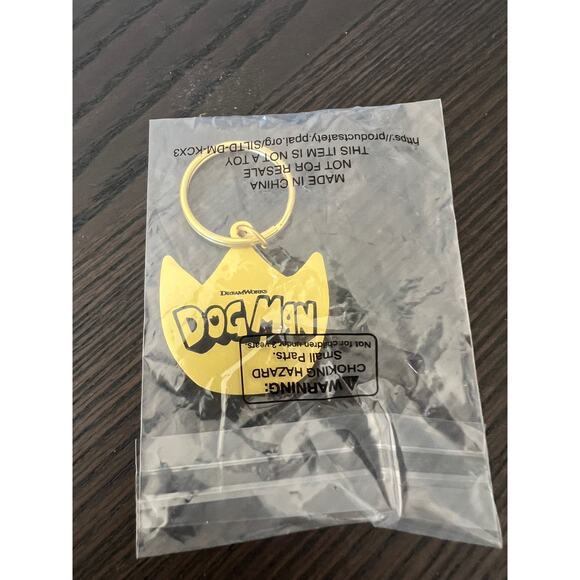 https://productsafety.ppai.org/SILTD-DM-KCX3
THIS ITEM IS NOT A TOY
NOT FOR RESALE
MADE IN CHINA
DREAMWORKS
DOG MAN
⚠WARNING:
CHOKING HAZARD
Small Parts.
Not for children under 3 years.